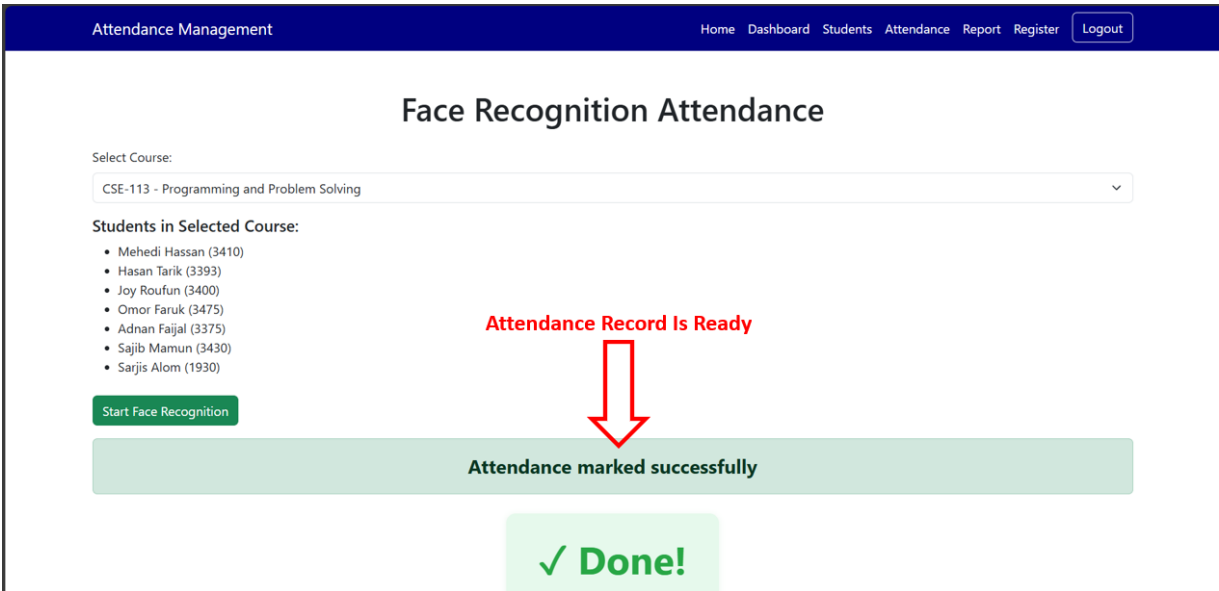 Attendance Management Home Dashboard Students Attendance Report Register Logout
Face Recognition Attendance
Select Course:
CSE-113 - Programming and Problem Solving
Students in Selected Course:
• Mehedi Hassan (3410)
• Hasan Tarik (3393)
• Joy Roufun (3400)
• Omor Faruk (3475)
• Adnan Faijal (3375)
• Sajib Mamun (3430)
• Sarjis Alom (1930)
Attendance Record Is Ready
Start Face Recognition
Attendance marked successfully
✓ Done!